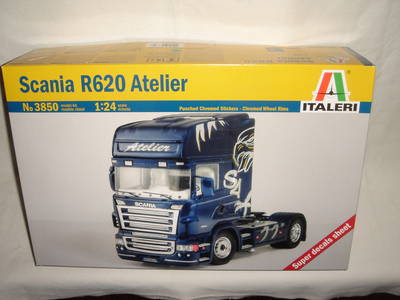 Scania R620 Atelier
No 3850
1:24
Punched Chromed Stickers - Chromed Wheel Rims
ITALERI
Atelier
SCANIA
Super decals sheet